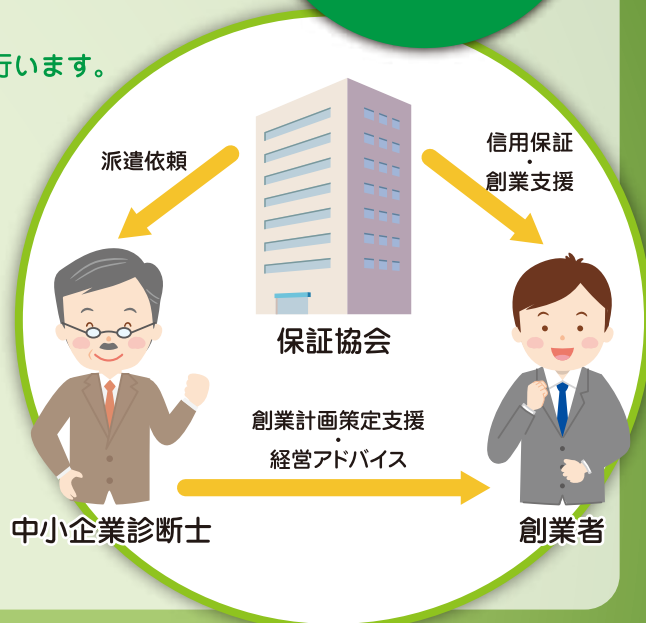 行います。
派遣依頼
信用保証
・
創業支援
保証協会
創業計画策定支援
・
経営アドバイス
中小企業診断士
創業者